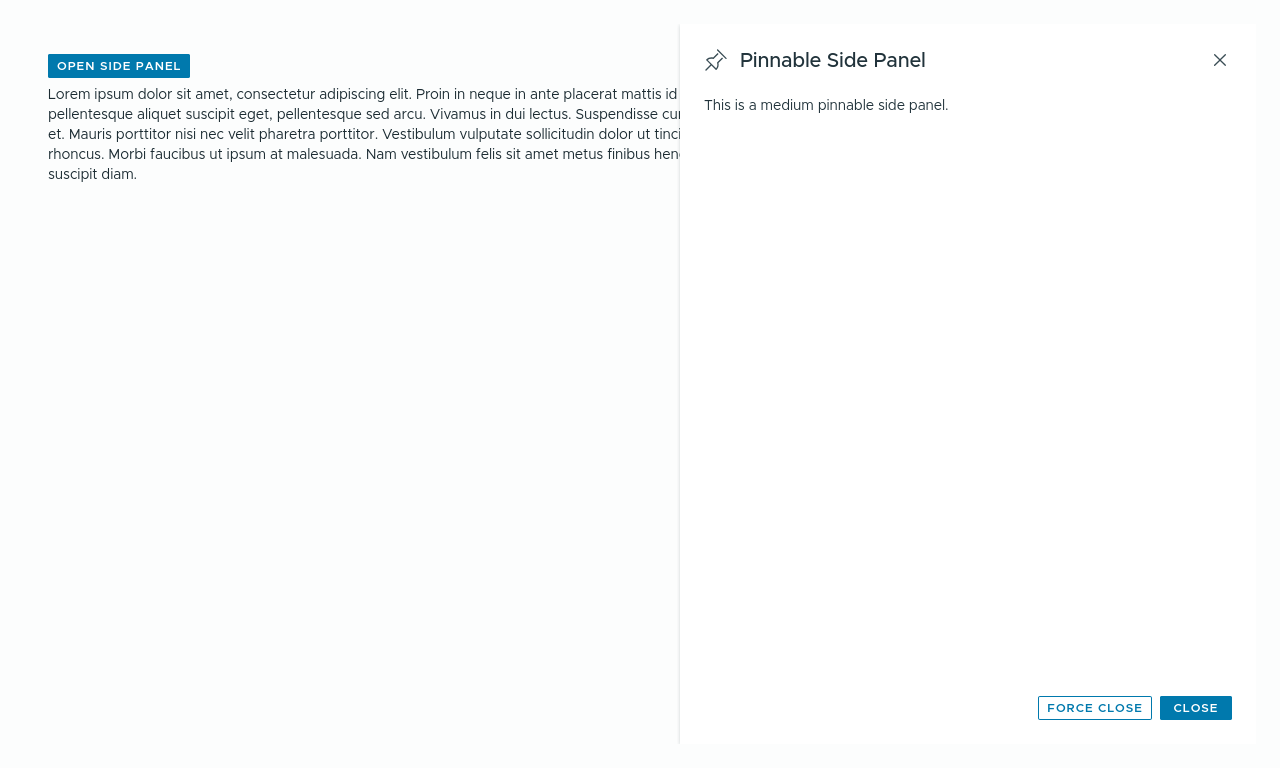 OPEN SIDE PANEL
Lorem ipsum dolor sit amet, consectetur adipiscing elit. Proin in neque in ante placerat mattis id
pellentesque aliquet suscipit eget, pellentesque sed arcu. Vivamus in dui lectus. Suspendisse
et. Mauris porttitor nisi nec velit pharetra porttitor. Vestibulum vulputate sollicitudin dolor ut
rhoncus. Morbi faucibus ut ipsum at malesuada. Nam vestibulum felis sit amet metus finibus
suscipit diam.
Pinnable Side Panel
This is a medium pinnable side panel.
FORCE CLOSE
CLOSE